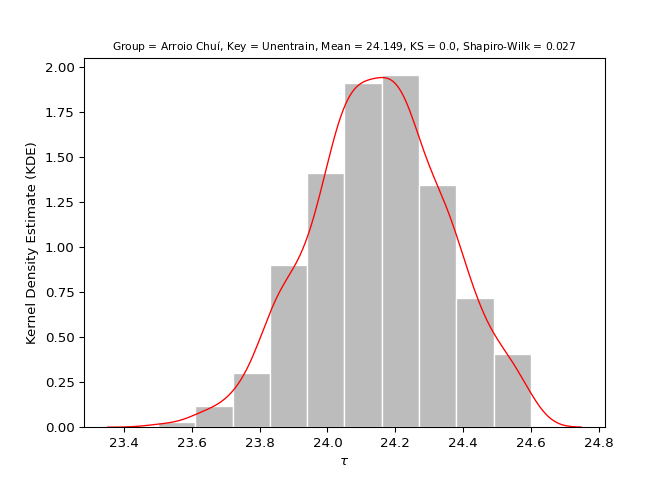 Group = Arroio Chuí, Key = Unentrain, Mean = 24.149, KS = 0.0, Shapiro-Wilk = 0.027
2.00
1.75
1.50
1.25
1.00
0.75
0.50
0.25
0.00
Kernel Density Estimate (KDE)
23.4 23.6 23.8 24.0 24.2 24.4 24.6 24.8
τ